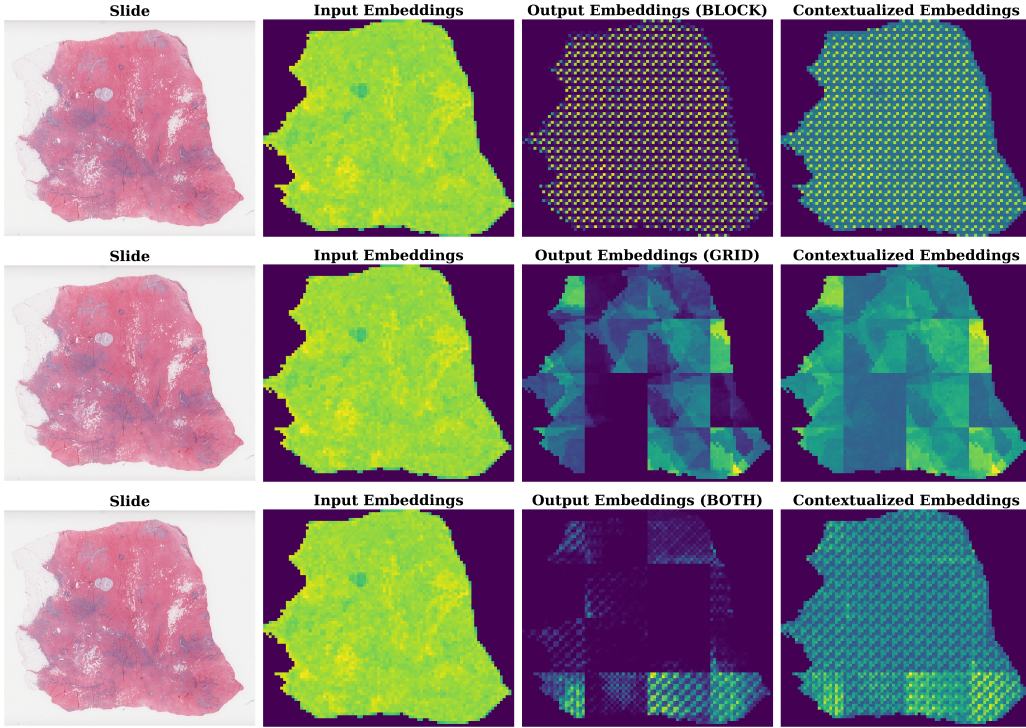 Slide
Input Embeddings
Output Embeddings (BLOCK)
Contextualized Embeddings
Slide
Input Embeddings
Output Embeddings (GRID)
Contextualized Embeddings
Slide
Input Embeddings
Output Embeddings (BOTH)
Contextualized Embeddings